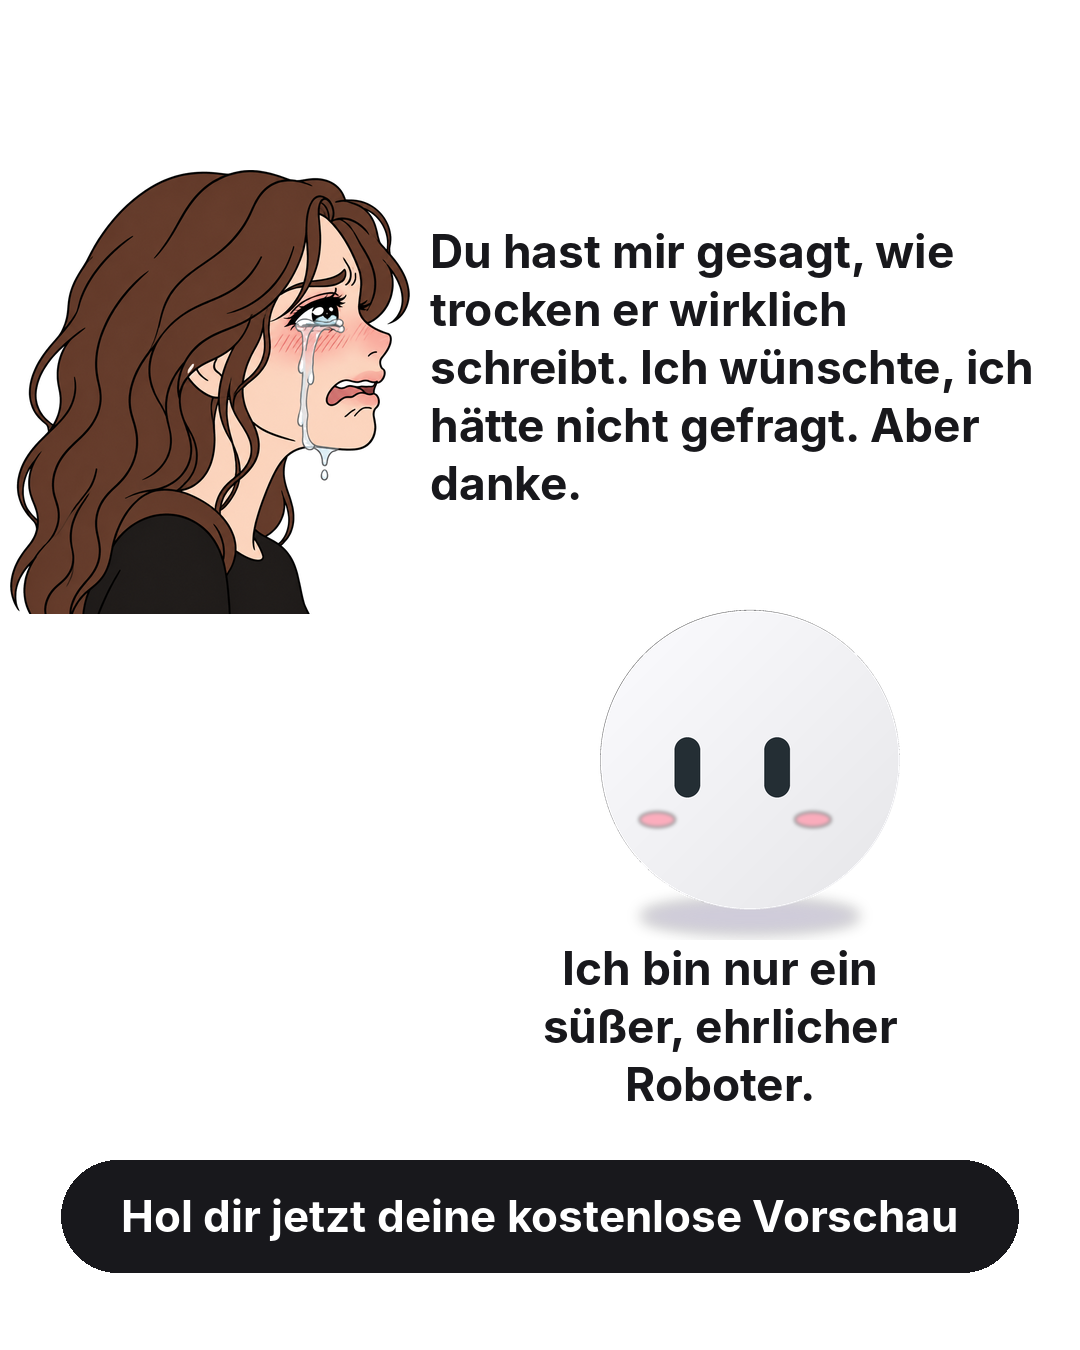 Du hast mir gesagt, wie
trocken er wirklich
schreibt. Ich wünschte, ich
hätte nicht gefragt. Aber
danke.
Ich bin nur ein
süßer, ehrlicher
Roboter.
Hol dir jetzt deine kostenlose Vorschau